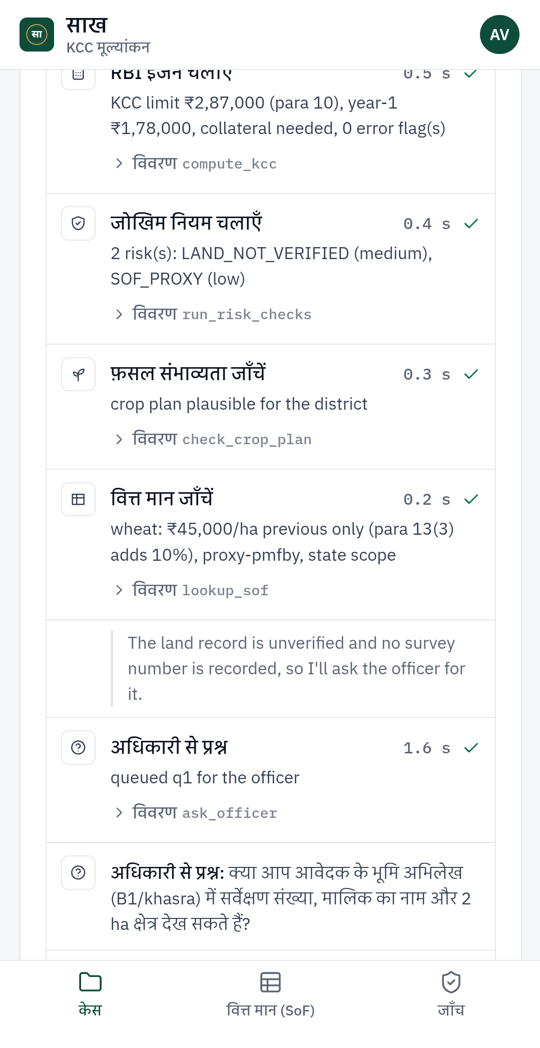 सा
साख
KCC मूल्यांकन
AV
RBI इंजन चलाएँ
0.5 s
KCC limit ₹2,87,000 (para 10), year-1
₹1,78,000, collateral needed, 0 error flag(s)
विवरण compute_kcc
जोखिम नियम चलाएँ
0.4 s
2 risk(s): LAND_NOT_VERIFIED (medium),
SOF_PROXY (low)
विवरण run_risk_checks
फ़सल संभाव्यता जाँचें
0.3 s
crop plan plausible for the district
विवरण check_crop_plan
वित्त मान जाँचें
0.2 s
wheat: ₹45,000/ha previous only (para 13(3)
adds 10%), proxy-pmfby, state scope
विवरण lookup_sof
The land record is unverified and no survey
number is recorded, so I'll ask the officer for
it.
अधिकारी से प्रश्न
1.6 s
queued q1 for the officer
विवरण ask_officer
अधिकारी से प्रश्न: क्या आप आवेदक के भूमि अभिलेख
(B1/khasra) में सर्वेक्षण संख्या, मालिक का नाम और 2
ha क्षेत्र देख सकते हैं?
केस
वित्त मान (SoF)
जाँच